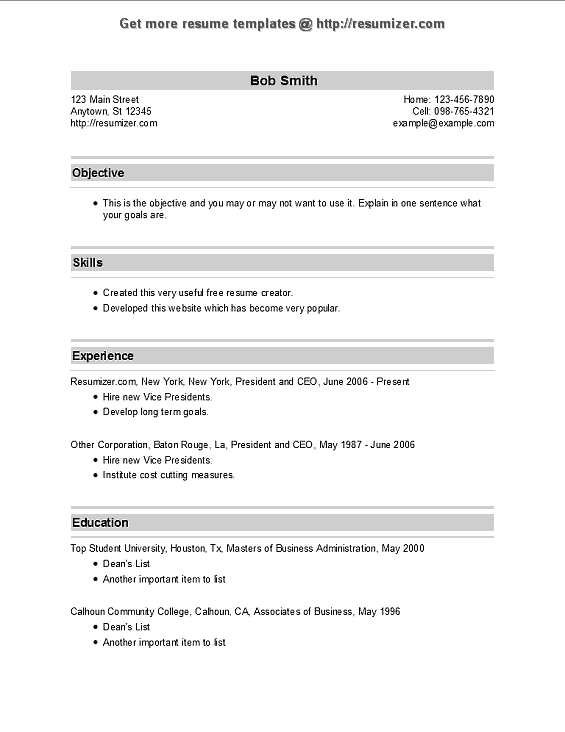 Get more resume templates @ http://resumizer.com
Bob Smith
123 Main Street
Home: 123-456-7890
Anytown, St 12345
Cell: 098-765-4321
http://resumizer.com
example@example.com
Objective
• This is the objective and you may or may not want to use it. Explain in one sentence what
your goals are.
Skills
• Created this very useful free resume creator.
• Developed this website which has become very popular.
Experience
Resumizer.com, New York, New York, President and CEO, June 2006 - Present
• Hire new Vice Presidents.
• Develop long term goals.
Other Corporation, Baton Rouge, La, President and CEO, May 1987 - June 2006
• Hire new Vice Presidents.
• Institute cost cutting measures.
Education
Top Student University, Houston, Tx, Masters of Business Administration, May 2000
• Dean's List
• Another important item to list
Calhoun Community College, Calhoun, CA, Associates of Business, May 1996
• Dean's List
• Another important item to list